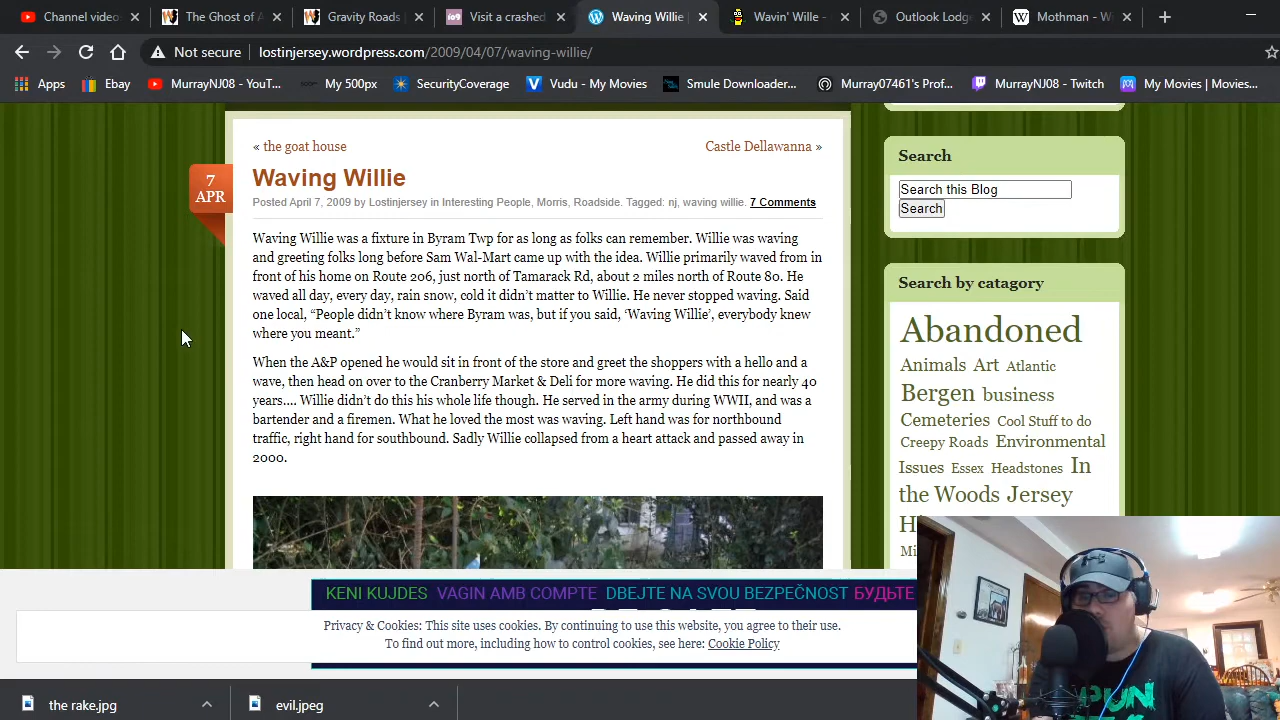 Channel video
The Ghost of A
Gravity Roads
io9
Visit a crashed
Waving Willie
Wavin' Wille -
Outlook Lodg
W
Mothman - W
Not secure
lostinjersey.wordpress.com/2009/04/07/waving-willie/
Apps
Ebay
MurrayNJ08 - YouT...
My 500px
SecurityCoverage
V
Vudu - My Movies
Smule Downloader...
Murray07461's Prof...
MurrayNJ08 - Twitch
My Movies | Movies...
« the goat house
Castle Dellawanna »
7
APR
Waving Willie
Posted April 7, 2009 by Lostinjersey in Interesting People, Morris, Roadside. Tagged: nj, waving willie. 7 Comments
Waving Willie was a fixture in Byram Twp for as long as folks can remember. Willie was waving
and greeting folks long before Sam Wal-Mart came up with the idea. Willie primarily waved from in
front of his home on Route 206, just north of Tamarack Rd, about 2 miles north of Route 80. He
waved all day, every day, rain snow, cold it didn't matter to Willie. He never stopped waving. Said
one local, “People didn't know where Byram was, but if you said, ‘Waving Willie’, everybody knew
where you meant.”
When the A&P opened he would sit in front of the store and greet the shoppers with a hello and a
wave, then head on over to the Cranberry Market & Deli for more waving. He did this for nearly 40
years.... Willie didn't do this his whole life though. He served in the army during WWII, and was a
bartender and a firemen. What he loved the most was waving. Left hand was for northbound
traffic, right hand for southbound. Sadly Willie collapsed from a heart attack and passed away in
2000.
Search
Search this Blog
Search
Search by catagory
Abandoned
Animals Art Atlantic
Bergen business
Cemeteries Cool Stuff to do
Creepy Roads Environmental
Issues Essex Headstones In
the Woods Jersey
KENI KUJDES VAGIN AMB COMPTE DBEJTE NA SVOU BEZPEČNOST БУДЬТЕ
Privacy & Cookies: This site uses cookies. By continuing to use this website, you agree to their use.
To find out more, including how to control cookies, see here: Cookie Policy
the rake.jpg
evil.jpeg